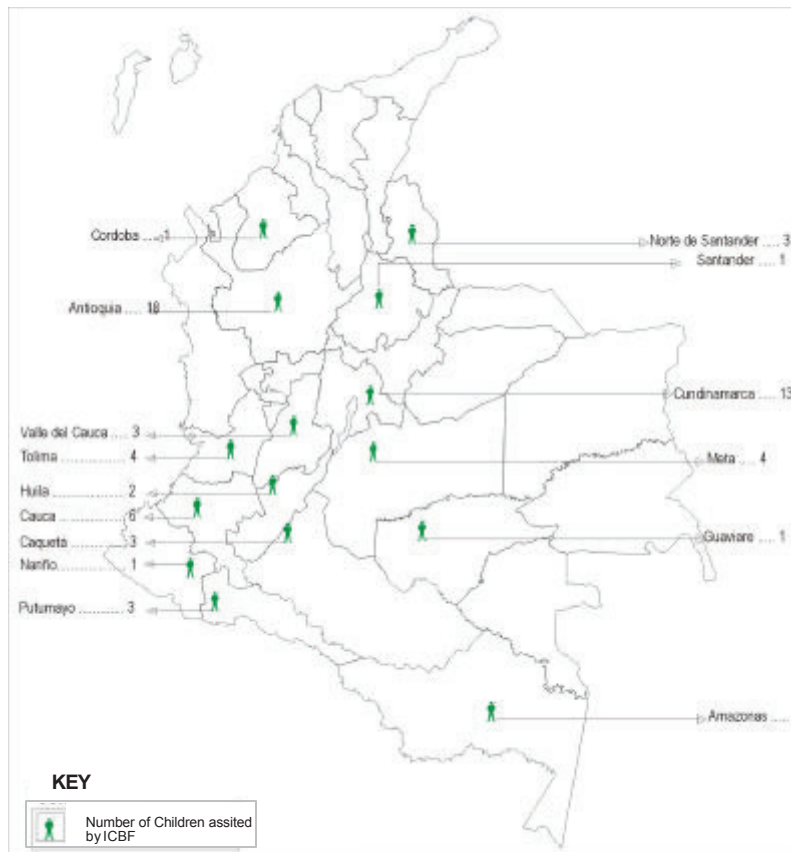 Cordoba ....1
Norte de Santander ..... 3
Santander ..... 1
Antioquia ..... 18
Cundinamarca ... 13
Valle del Cauca ..... 3
Tolima ................ 4
Meta .... 4
Huila ................. 2
Cauca ................ 6
Caquetá ............. 3
Guaviare ..... 1
Nariño ............... 1
Putumayo .......... 3
Amazonas .....
KEY
Number of Children assited
by ICBF